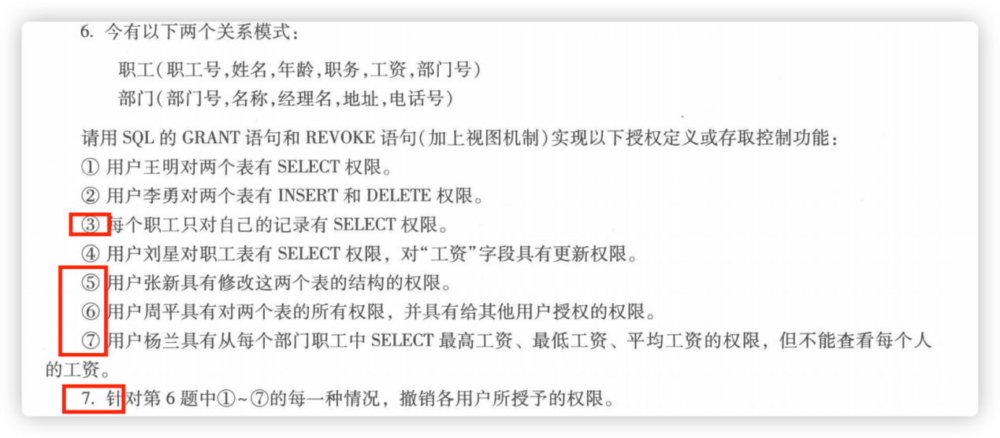 6. 今有以下两个关系模式:
职工(职工号,姓名,年龄,职务,工资,部门号)
部门(部门号,名称,经理名,地址,电话号)
请用 SQL 的 GRANT 语句和 REVOKE 语句(加上视图机制)实现以下授权定义或存取控制功能:
① 用户王明对两个表有 SELECT 权限。
② 用户李勇对两个表有 INSERT 和 DELETE 权限。
③ 每个职工只对自己的记录有 SELECT 权限。
④ 用户刘星对职工表有 SELECT 权限，对“工资”字段具有更新权限。
⑤ 用户张新具有修改这两个表的结构的权限。
⑥ 用户周平具有对两个表的所有权限，并具有给其他用户授权的权限。
⑦ 用户杨兰具有从每个部门职工中 SELECT 最高工资、最低工资、平均工资的权限，但不能查看每个人
的工资。
7. 针对第 6 题中①~⑦的每一种情况，撤销各用户所授予的权限。